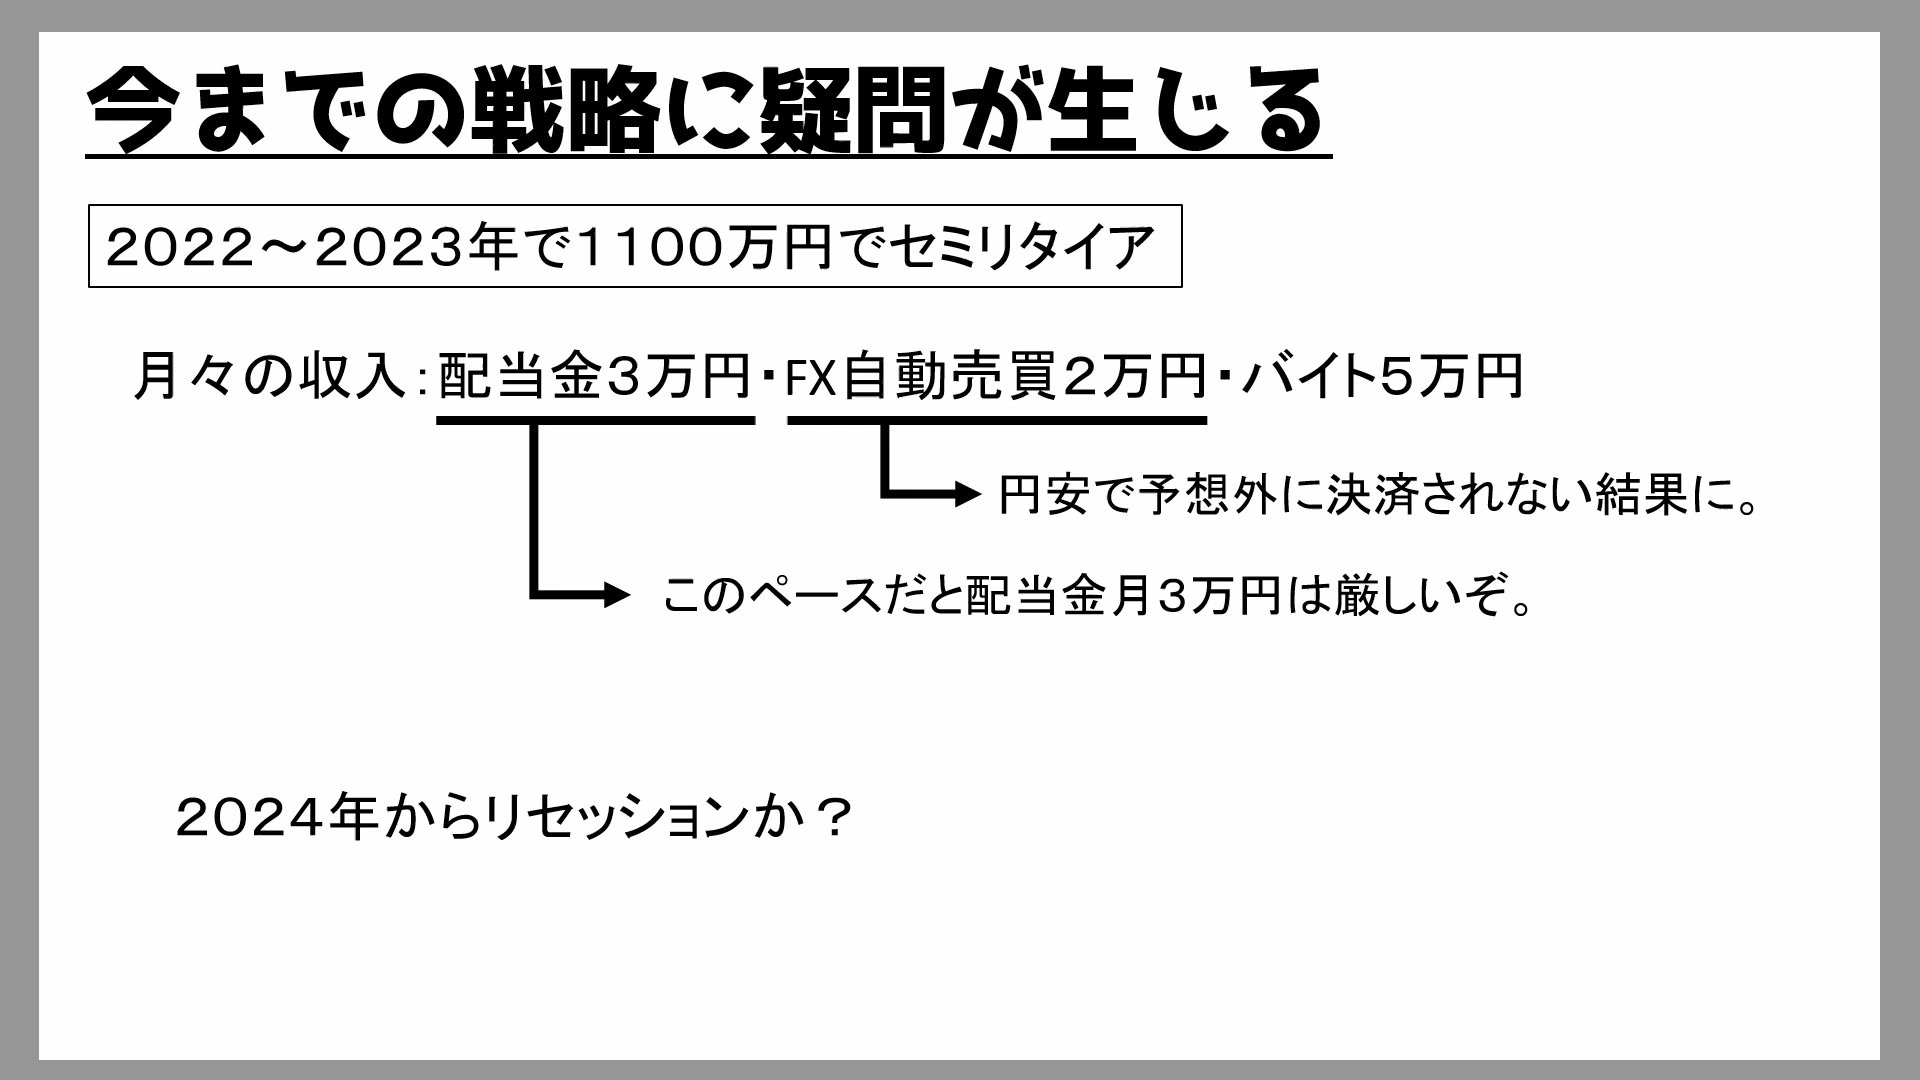 今までの戦略に疑問が生じる
２０２２～２０２３年で１１００万円でセミリタイア
月々の収入：配当金３万円・FX自動売買２万円・バイト５万円
円安で予想外に決済されない結果に。
このペースだと配当金月３万円は厳しいぞ。
２０２４年からリセッションか？